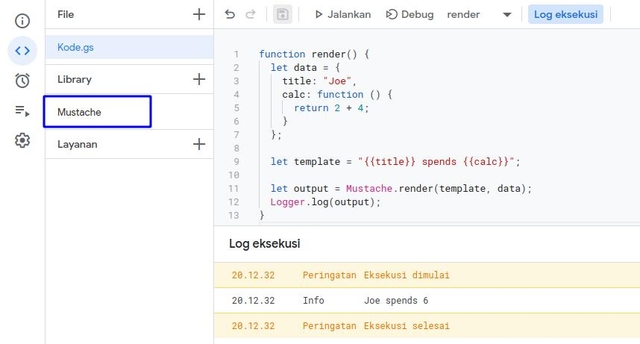 File
Kode.gs
Library
Mustache
Layanan
Jalankan Debug render Log eksekusi
1 function render() {
2 let data = {
3 title: "Joe",
4 calc: function () {
5 return 2 + 4;
6 }
7 };
8
9 let template = "{{title}} spends {{calc}}";
10
11 let output = Mustache.render(template, data);
12 Logger.log(output);
13 }
Log eksekusi
20.12.32 Peringatan Eksekusi dimulai
20.12.32 Info Joe spends 6
20.12.32 Peringatan Eksekusi selesai